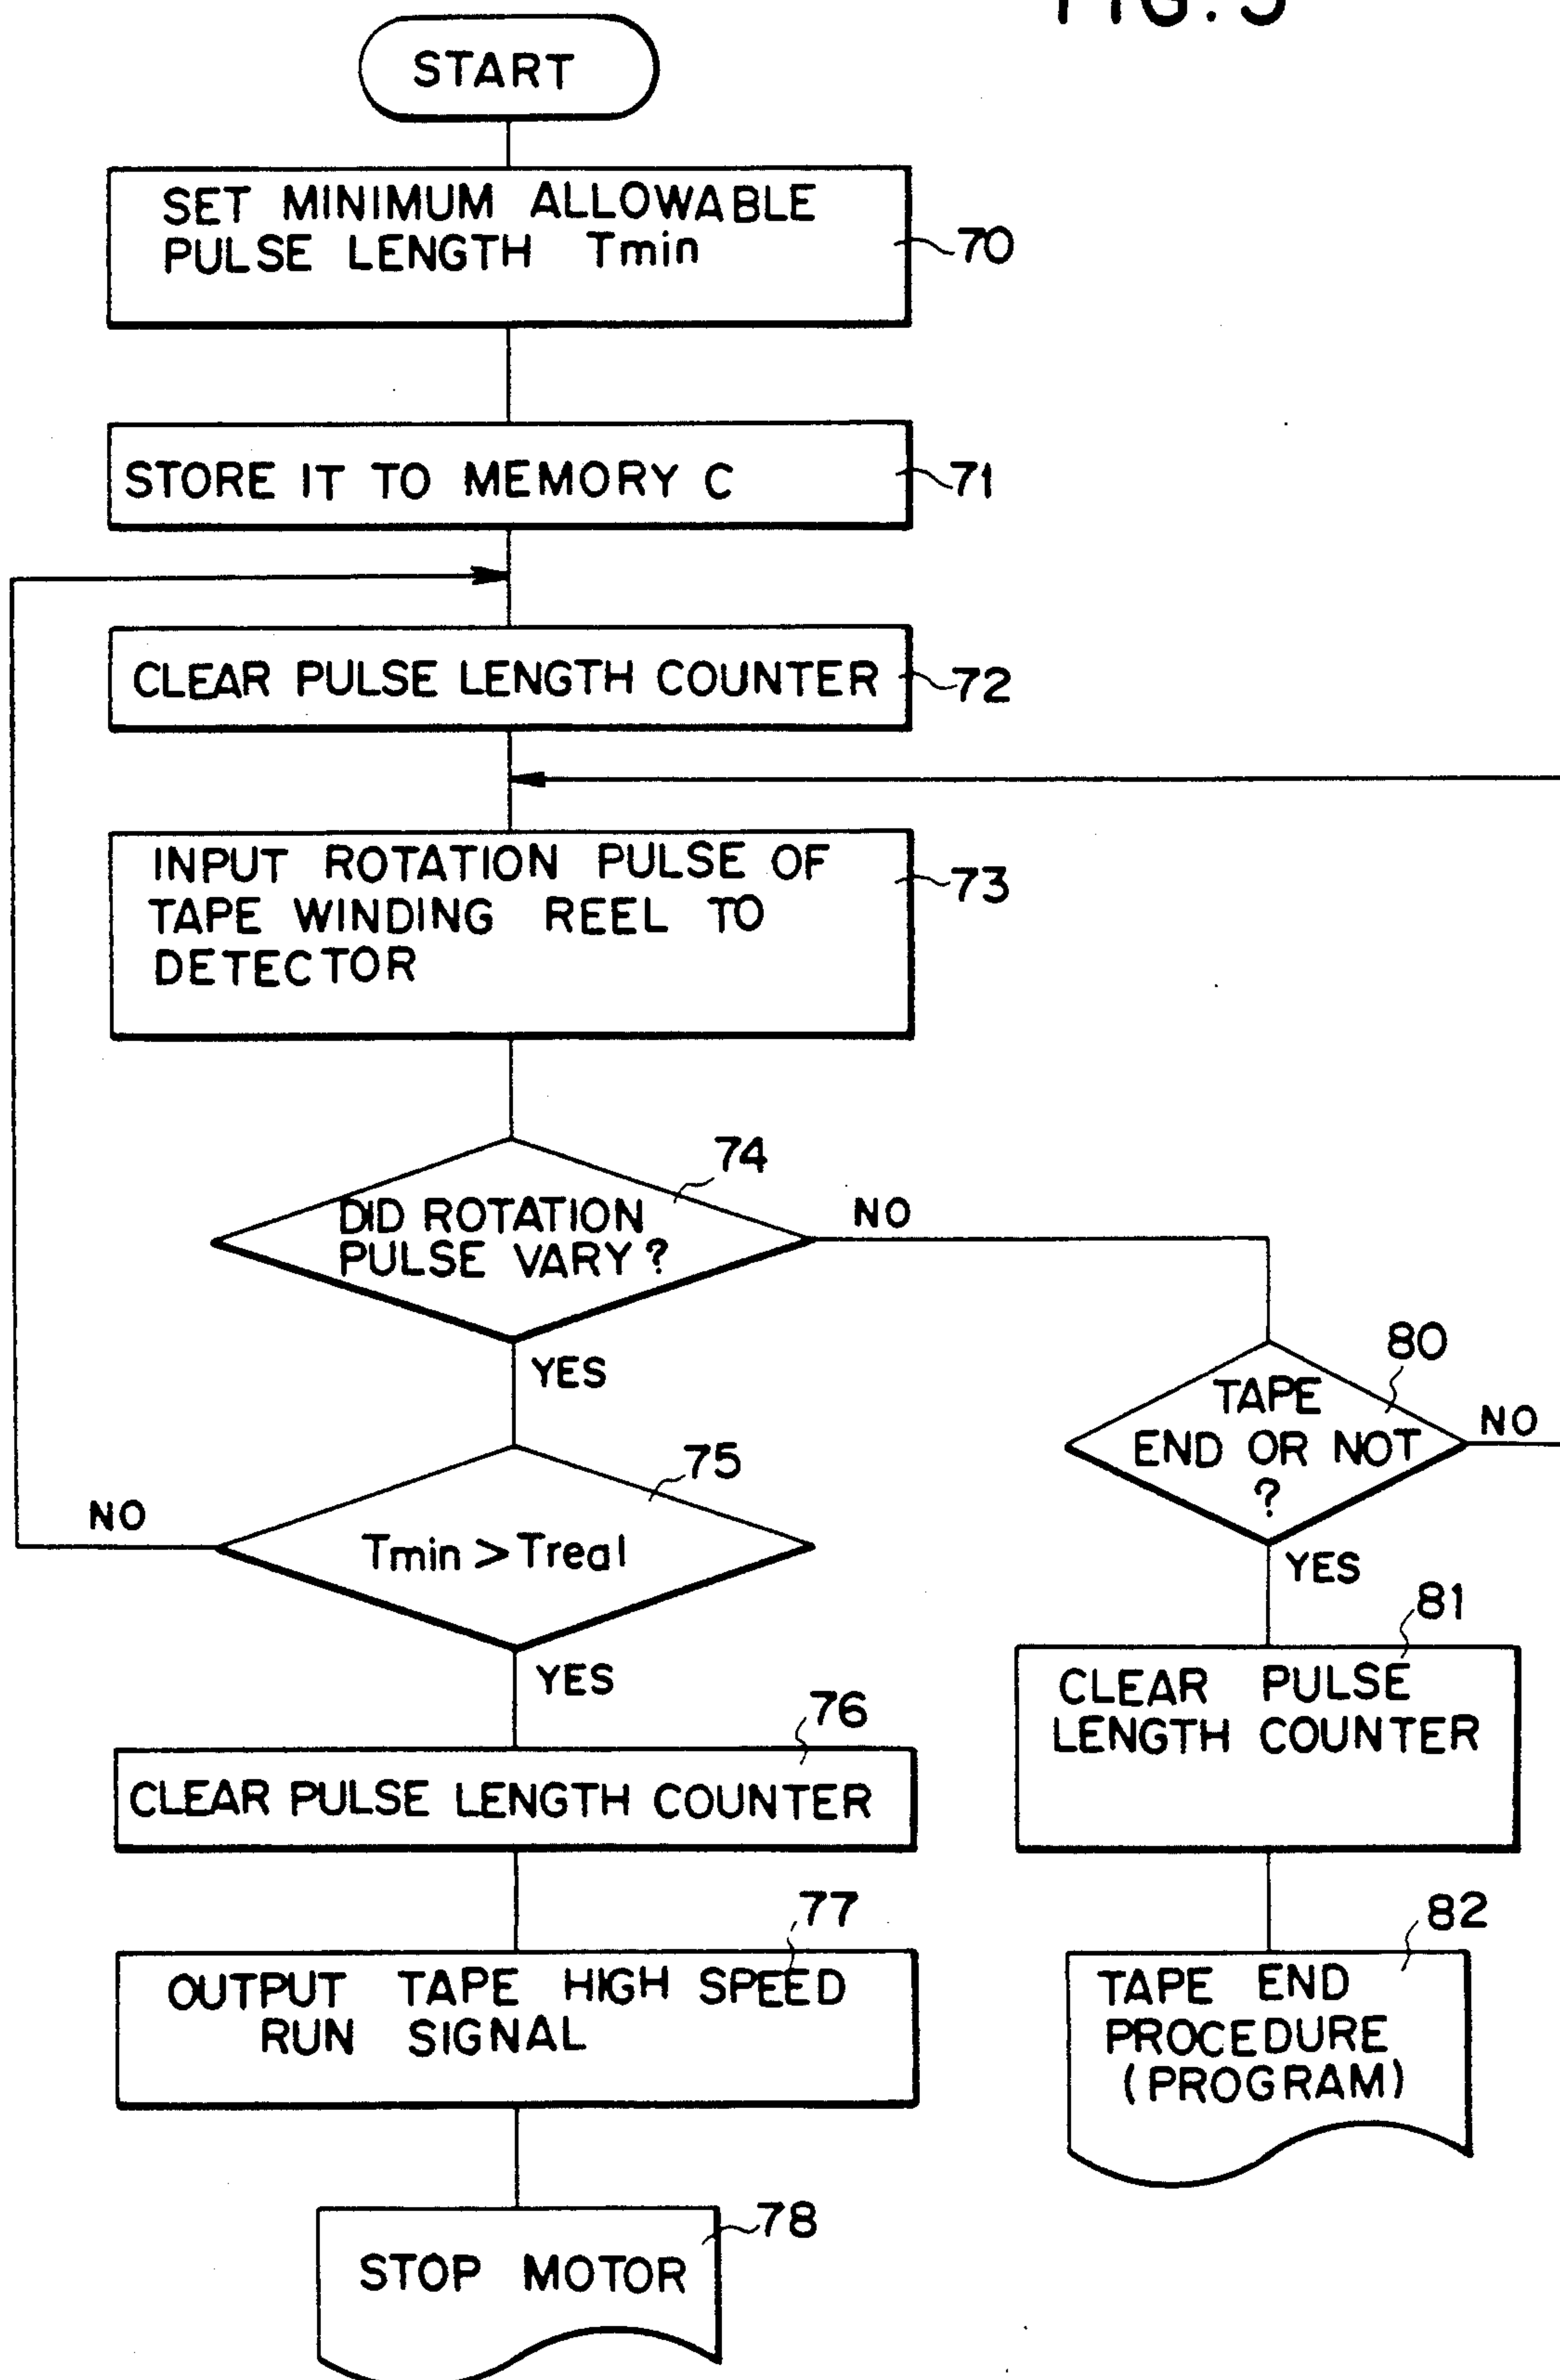 FIG. 5
START
SET MINIMUM ALLOWABLE
PULSE LENGTH Tmin
70
STORE IT TO MEMORY C
71
CLEAR PULSE LENGTH COUNTER
72
INPUT ROTATION PULSE OF
TAPE WINDING REEL TO
DETECTOR
73
74
DID ROTATION
PULSE VARY?
NO
YES
80
TAPE
END OR NOT
?
NO
YES
75
Tmin > Treal
NO
YES
81
CLEAR PULSE
LENGTH COUNTER
76
CLEAR PULSE LENGTH COUNTER
77
OUTPUT TAPE HIGH SPEED
RUN SIGNAL
82
TAPE END
PROCEDURE
(PROGRAM)
78
STOP MOTOR